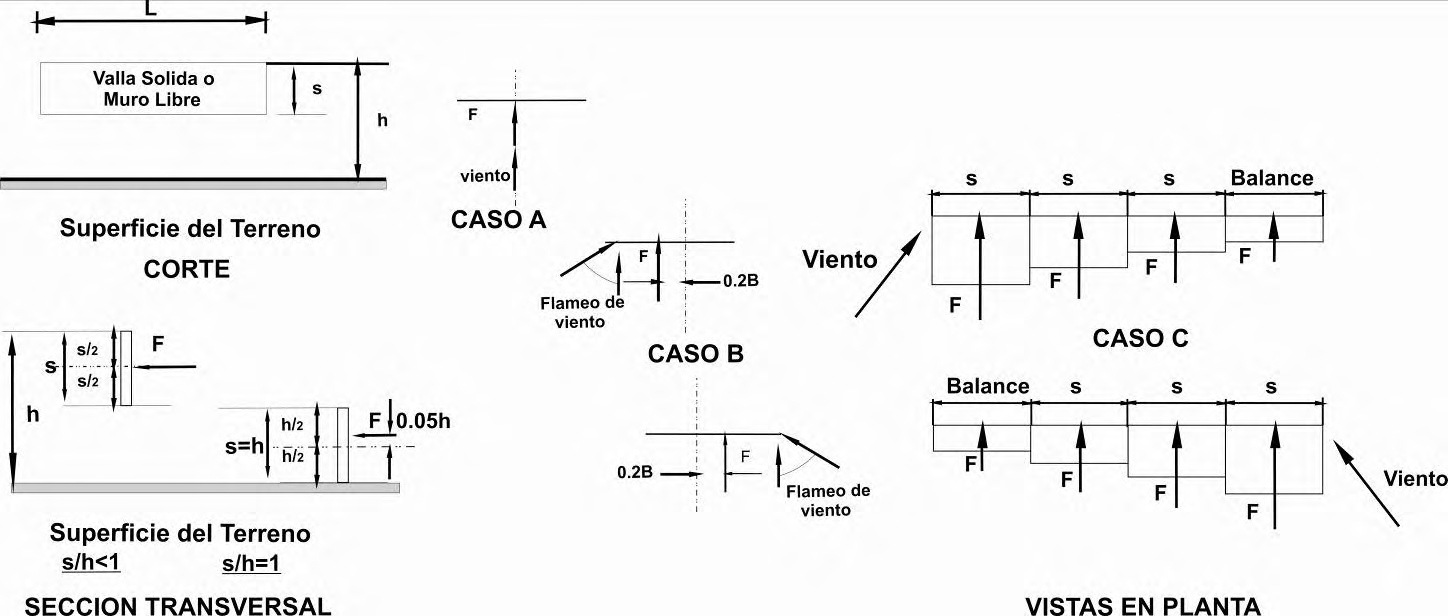 L
Valla Solida o
Muro Libre
s
h
Superficie del Terreno
CORTE
F
viento
CASO A
F
0.2B
Flameo de
viento
CASO B
0.2B
F
Flameo de
viento
s
s
s
Balance
Viento
F
F
F
F
CASO C
Balance
s
s
s
F
F
F
F
Viento
VISTAS EN PLANTA
h
s
s/2
s/2
F
s=h
h/2
h/2
F
0.05h
Superficie del Terreno
s/h<1
s/h=1
SECCION TRANSVERSAL